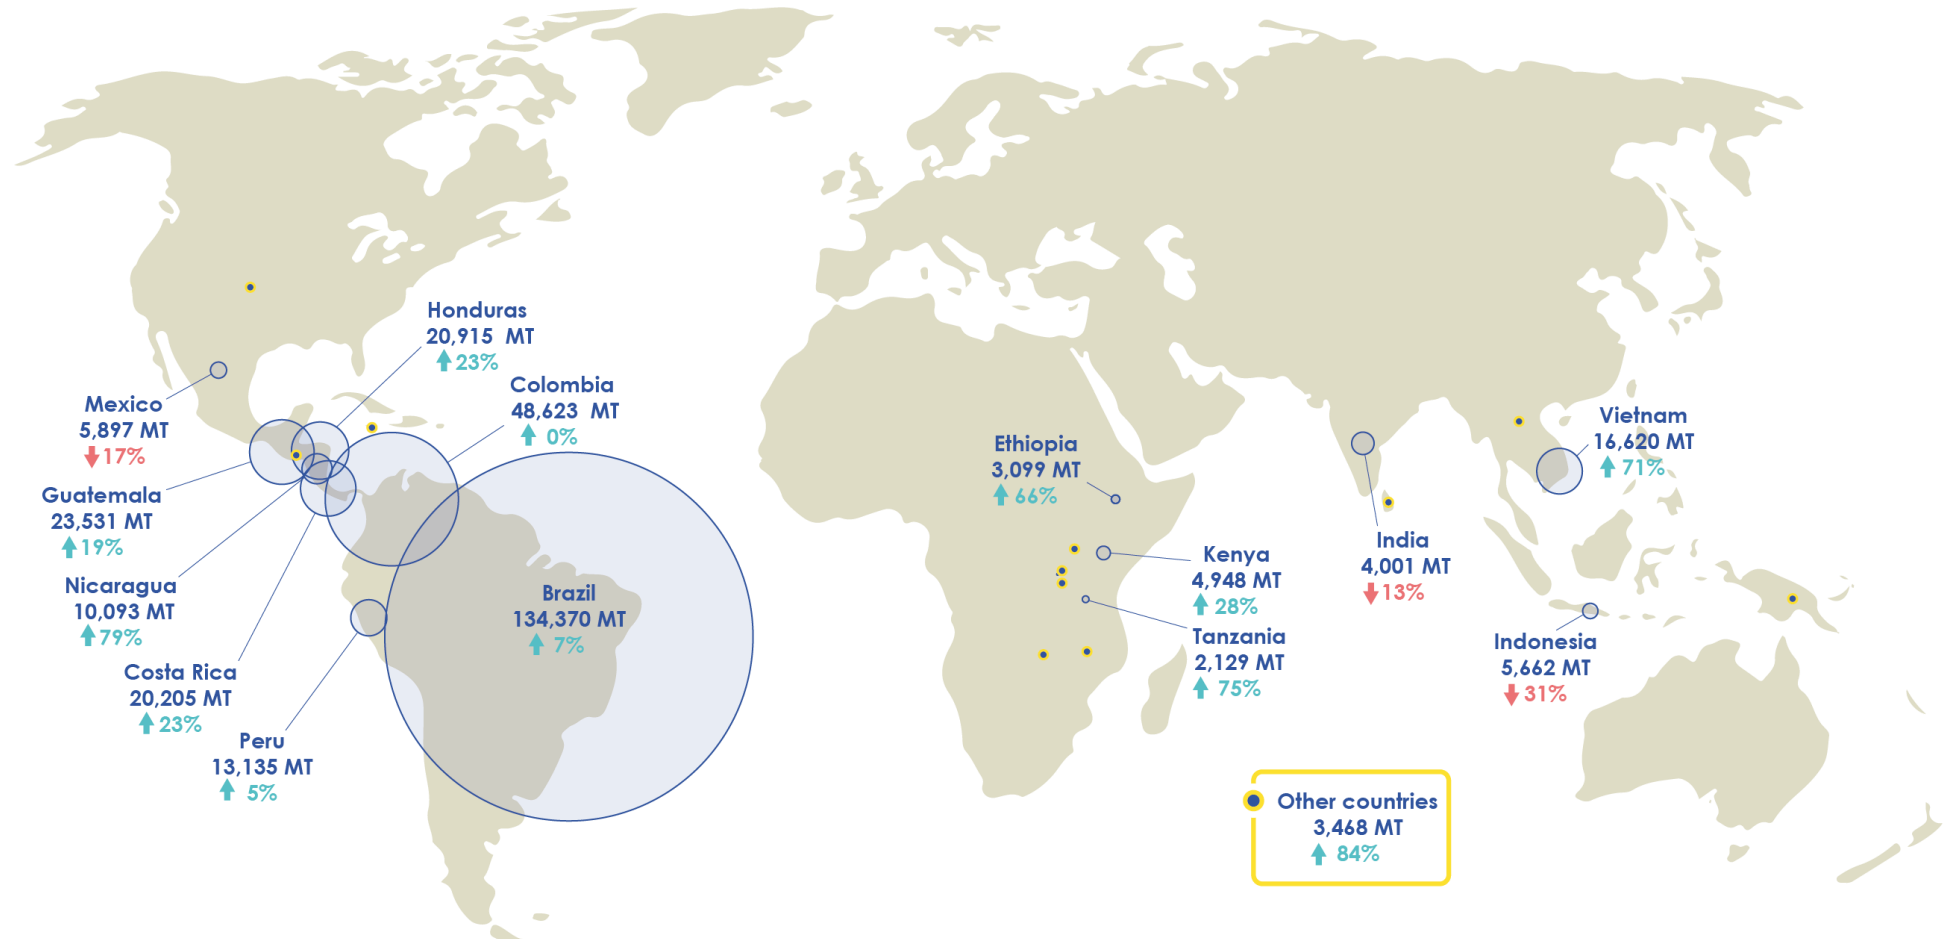 Honduras
20,915 MT
23%
Colombia
48,623 MT
0%
Mexico
5,897 MT
17%
Guatemala
23,531 MT
19%
Nicaragua
10,093 MT
79%
Costa Rica
20,205 MT
23%
Peru
13,135 MT
5%
Brazil
134,370 MT
7%
Ethiopia
3,099 MT
66%
Kenya
4,948 MT
28%
Tanzania
2,129 MT
75%
India
4,001 MT
13%
Vietnam
16,620 MT
71%
Indonesia
5,662 MT
31%
Other countries
3,468 MT
84%